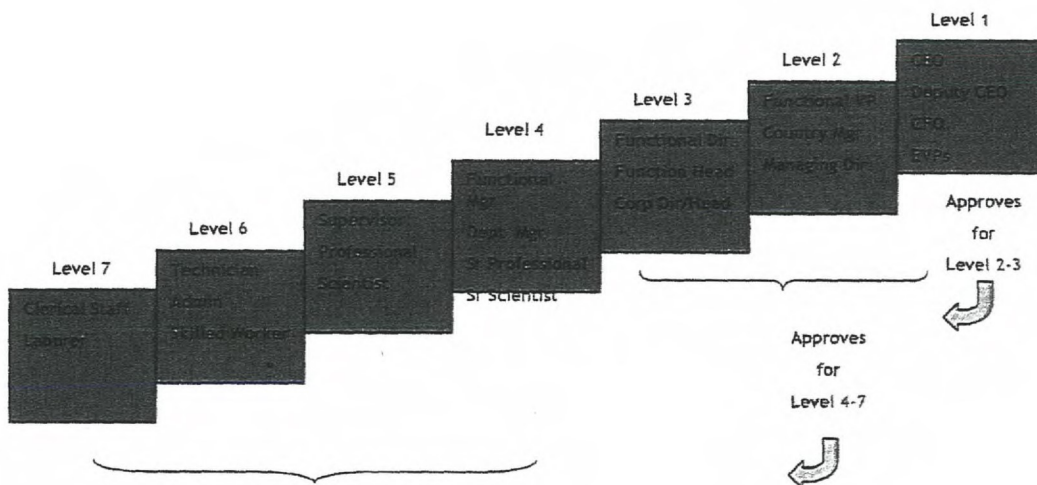 Level 1
CEO
Deputy CEO
CFO
EVPs
Level 2
Functional VP
Country Mgr
Managing Dir
Level 3
Functional Dir
Function Head
Corp Dir/Head
Level 4
Functional
Mgr
Dept. Mgr
Sr Professional
Sr Scientist
Level 5
Supervisor
Professional
Scientist
Level 6
Technician
Admin
Skilled Worker
Level 7
Clerical Staff
Laborer
Approves
for
Level 2-3
Approves
for
Level 4-7